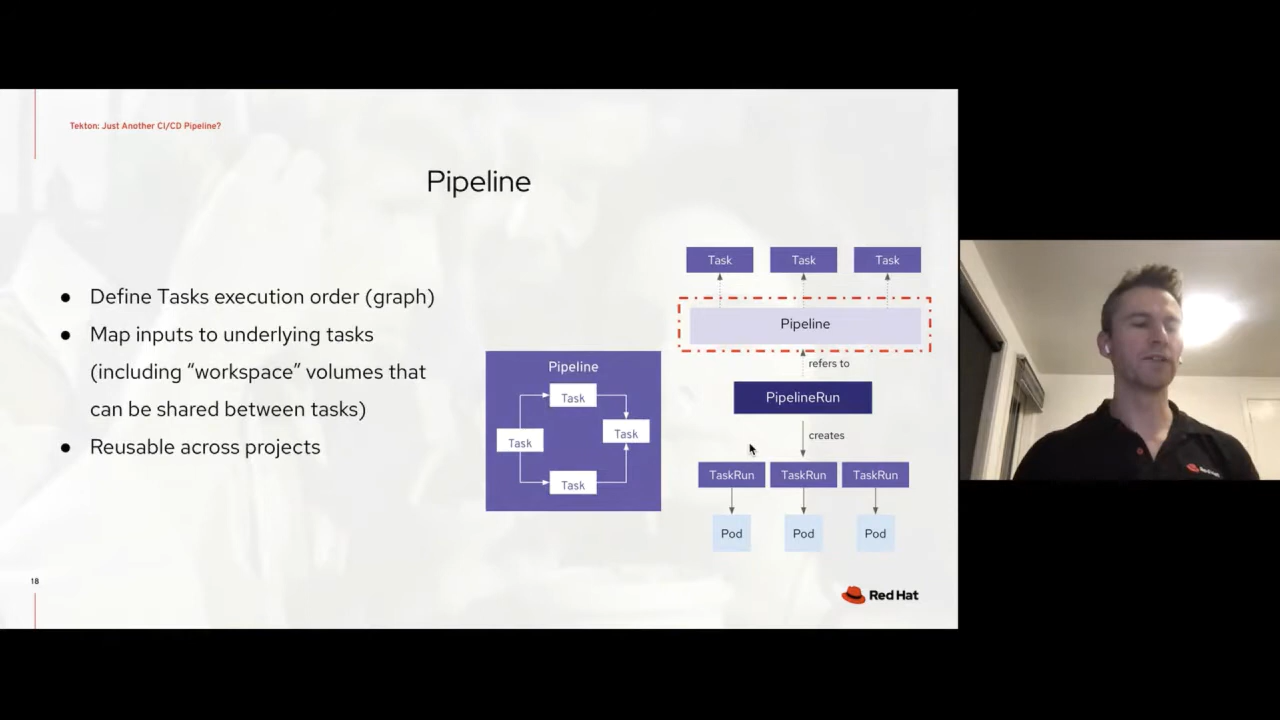 Tekton: Just Another CI/CD Pipeline?
Pipeline
● Define Tasks execution order (graph)
● Map inputs to underlying tasks
(including “workspace” volumes that
can be shared between tasks)
● Reusable across projects
Pipeline
Task
Task
Task
Task
Task Task Task
Pipeline
refers to
PipelineRun
creates
TaskRun TaskRun TaskRun
Pod Pod Pod
18
Red Hat
Red Hat